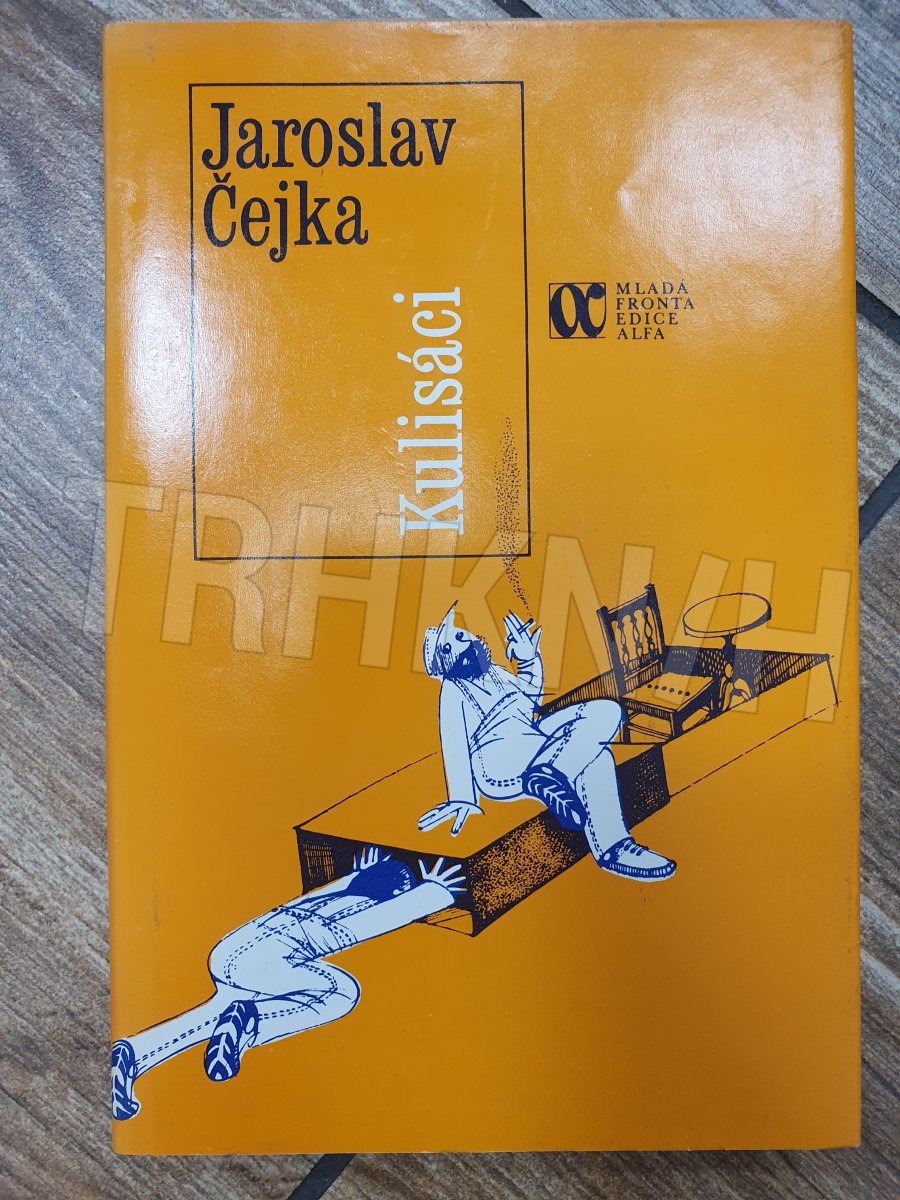 Jaroslav
Čejka
Kulisáci
MLADÁ
FRONTA
EDICE
ALFA
TRHKNIH